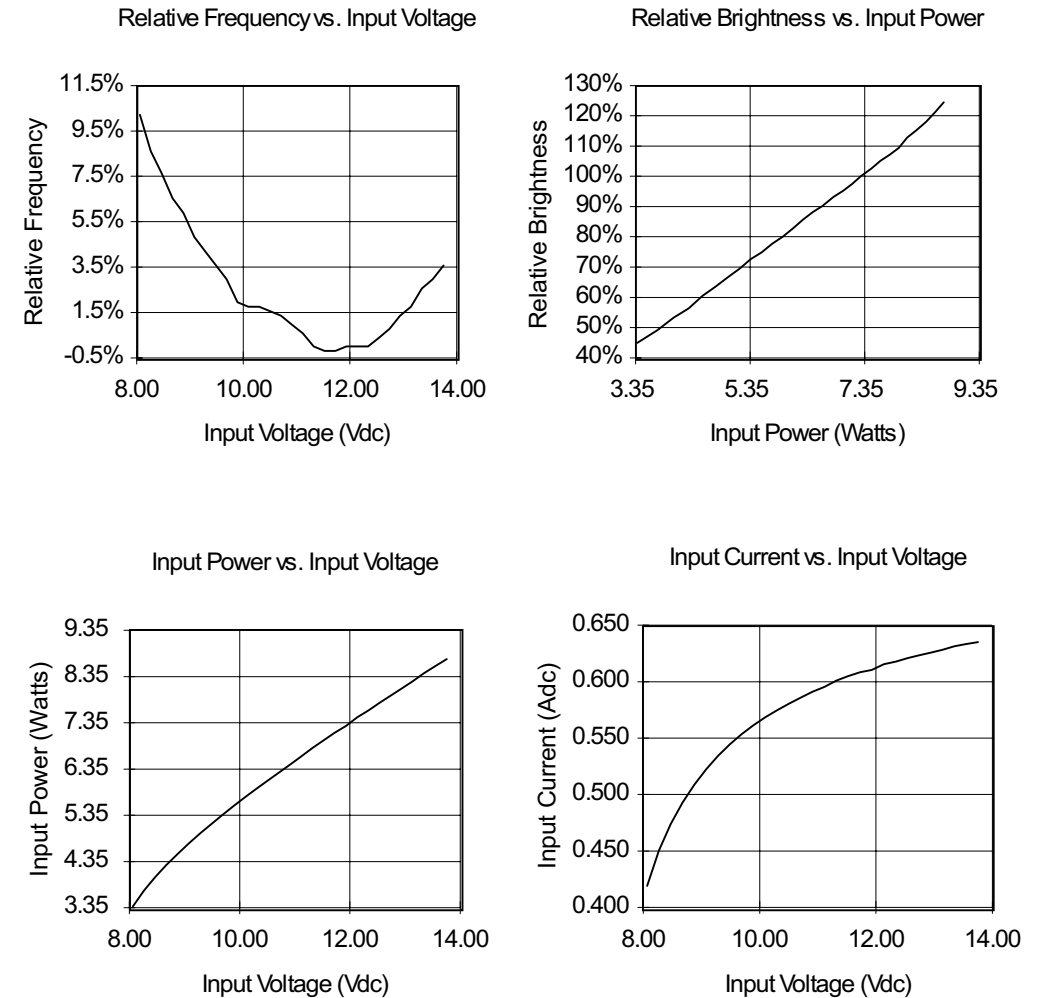 Relative Frequency vs. Input Voltage
11.5%
9.5%
7.5%
5.5%
3.5%
1.5%
-0.5%
Relative Frequency
8.00 10.00 12.00 14.00
Input Voltage (Vdc)
Relative Brightness vs. Input Power
130%
120%
110%
100%
90%
80%
70%
60%
50%
40%
Relative Brightness
3.35 5.35 7.35 9.35
Input Power (Watts)
Input Power vs. Input Voltage
9.35
8.35
7.35
6.35
5.35
4.35
3.35
Input Power (Watts)
8.00 10.00 12.00 14.00
Input Voltage (Vdc)
Input Current vs. Input Voltage
0.650
0.600
0.550
0.500
0.450
0.400
Input Current (Adc)
8.00 10.00 12.00 14.00
Input Voltage (Vdc)